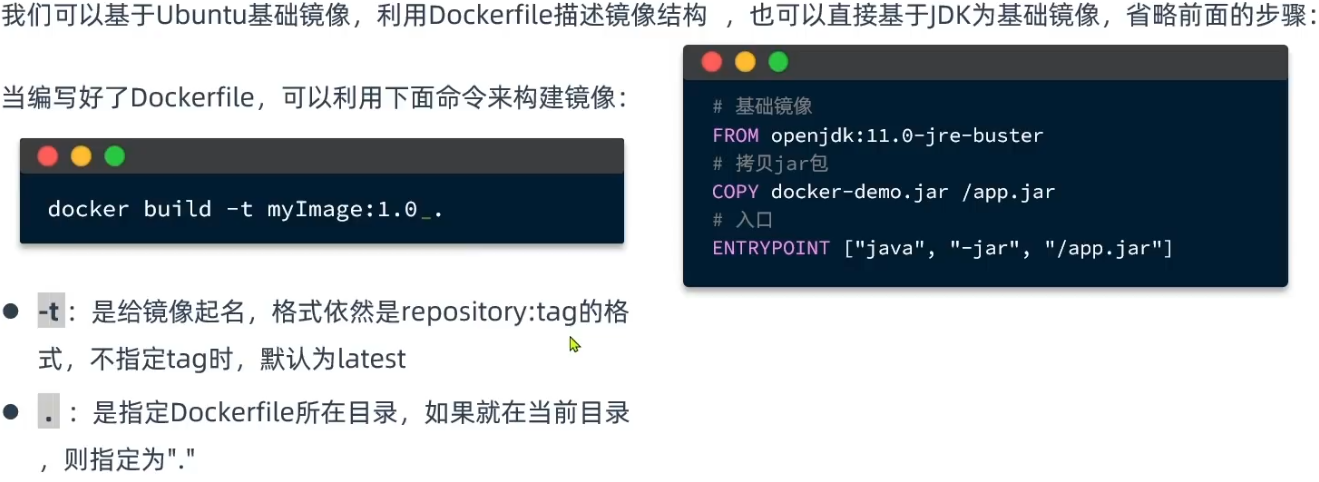 我们可以基于Ubuntu基础镜像，利用Dockerfile描述镜像结构 ，也可以直接基于JDK为基础镜像，省略前面的步骤：
当编写好了Dockerfile，可以利用下面命令来构建镜像：
docker build -t myImage:1.0_.
-t：是给镜像起名，格式依然是repository:tag的格
式，不指定tag时，默认为latest
. ：是指定Dockerfile所在目录，如果就在当前目录
，则指定为"."
# 基础镜像
FROM openjdk:11.0-jre-buster
# 拷贝jar包
COPY docker-demo.jar /app.jar
# 入口
ENTRYPOINT ["java", "-jar", "/app.jar"]